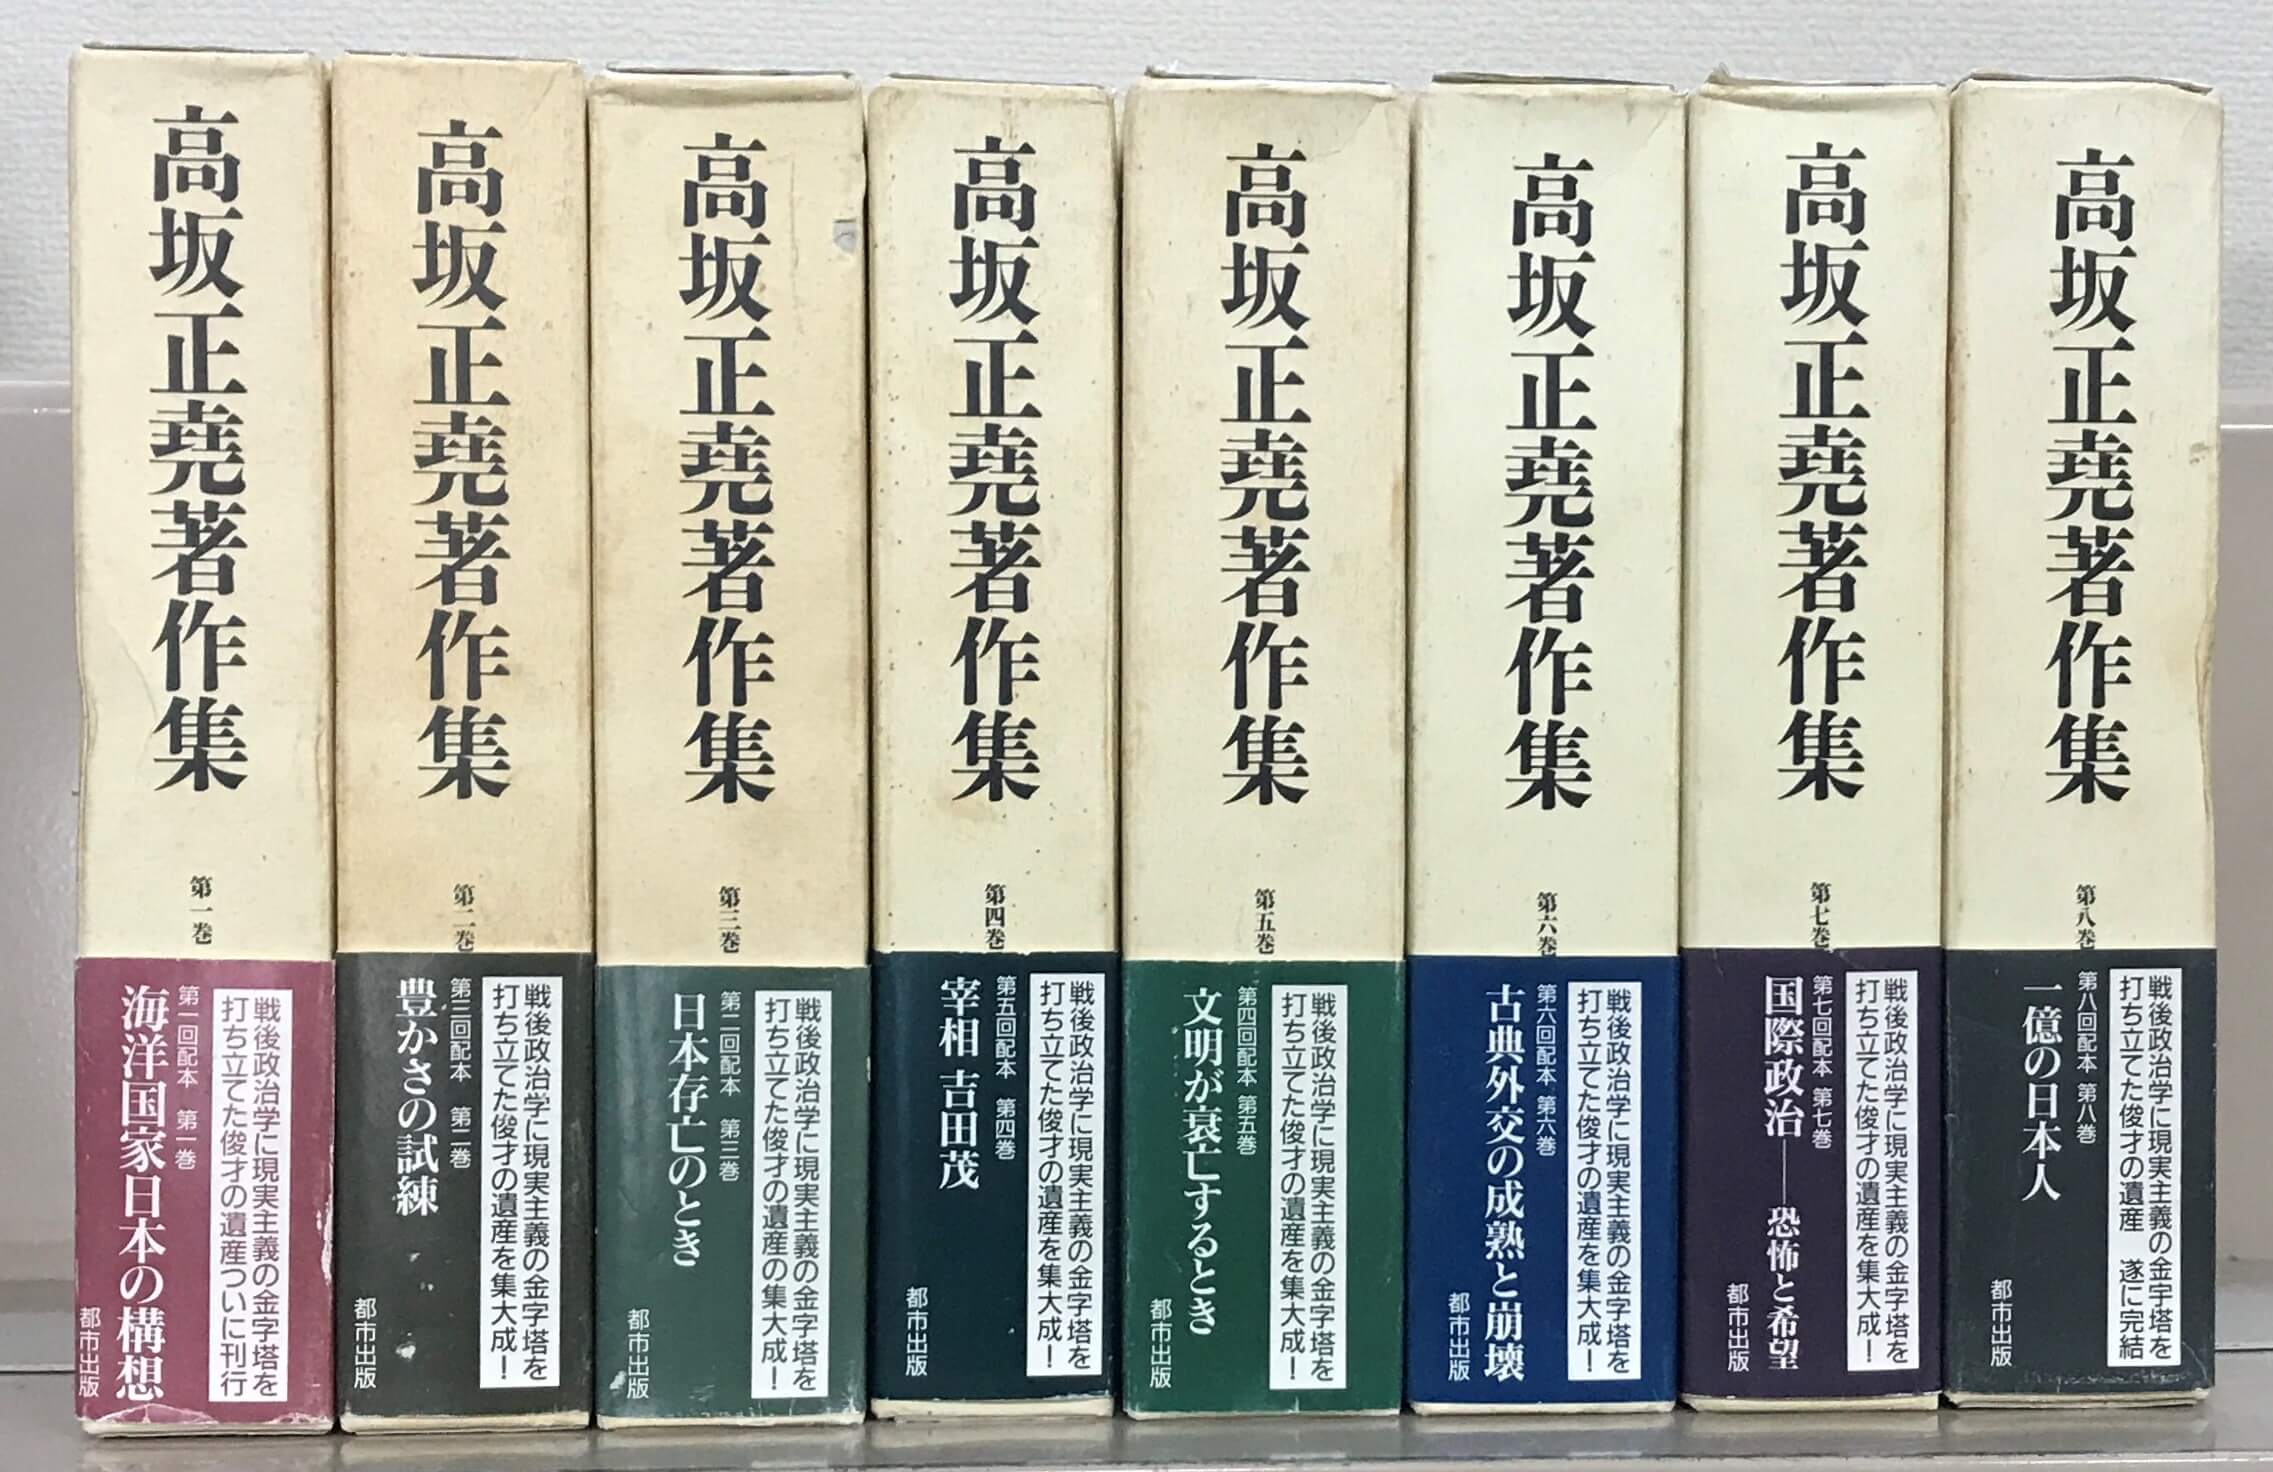 高坂正堯著作集
第一巻
戦後政治学に現実主義の金字塔を
打ち立てた俊才の遺産ついに刊行
第一回配本 第一巻
海洋国家日本の構想
都市出版
高坂正堯著作集
第二巻
戦後政治学に現実主義の金字塔を
打ち立てた俊才の遺産を集大成！
第三回配本 第二巻
豊かさの試練
都市出版
高坂正堯著作集
第三巻
戦後政治学に現実主義の金字塔を
打ち立てた俊才の遺産の集大成！
第二回配本 第三巻
日本存亡のとき
都市出版
高坂正堯著作集
第四巻
戦後政治学に現実主義の金字塔を
打ち立てた俊才の遺産を集大成！
第五回配本 第四巻
宰相 吉田茂
都市出版
高坂正堯著作集
第五巻
戦後政治学に現実主義の金字塔を
打ち立てた俊才の遺産を集大成！
第四回配本 第五巻
文明が衰亡するとき
都市出版
高坂正堯著作集
第六巻
戦後政治学に現実主義の金字塔を
打ち立てた俊才の遺産を集大成！
第六回配本 第六巻
古典外交の成熟と崩壊
都市出版
高坂正堯著作集
第七巻
戦後政治学に現実主義の金字塔を
打ち立てた俊才の遺産を集大成！
第七回配本 第七巻
国際政治――恐怖と希望
都市出版
高坂正堯著作集
第八巻
戦後政治学に現実主義の金字塔を
打ち立てた俊才の遺産 遂に完結
第八回配本 第八巻
一億の日本人
都市出版